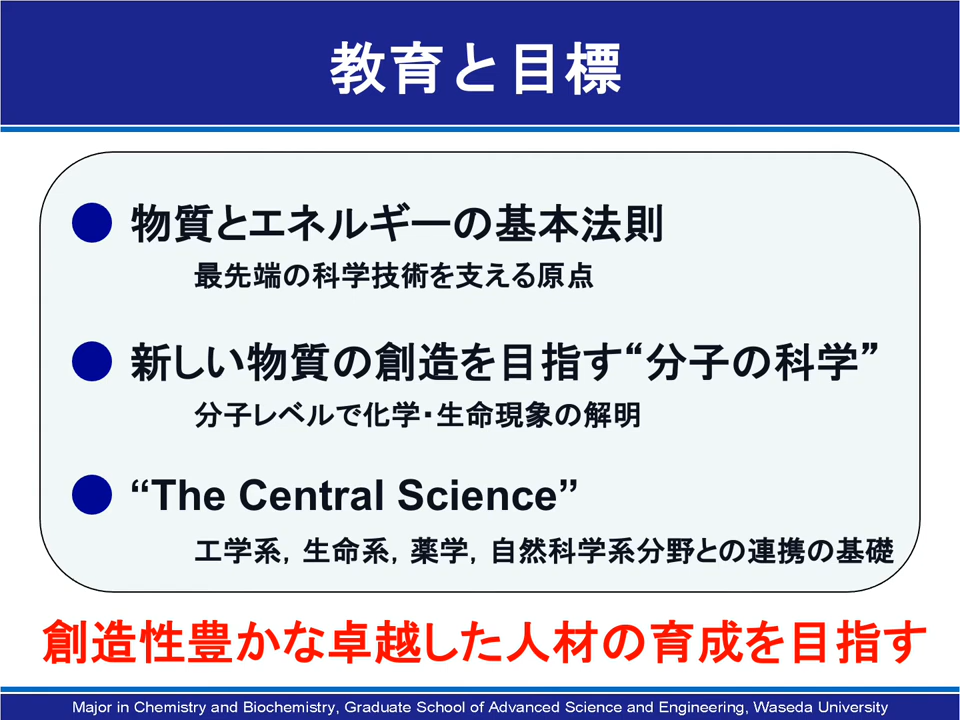 教育と目標
● 物質とエネルギーの基本法則
最先端の科学技術を支える原点
● 新しい物質の創造を目指す“分子の科学”
分子レベルで化学・生命現象の解明
● “The Central Science”
工学系，生命系，薬学，自然科学系分野との連携の基礎
創造性豊かな卓越した人材の育成を目指す
Major in Chemistry and Biochemistry, Graduate School of Advanced Science and Engineering, Waseda University